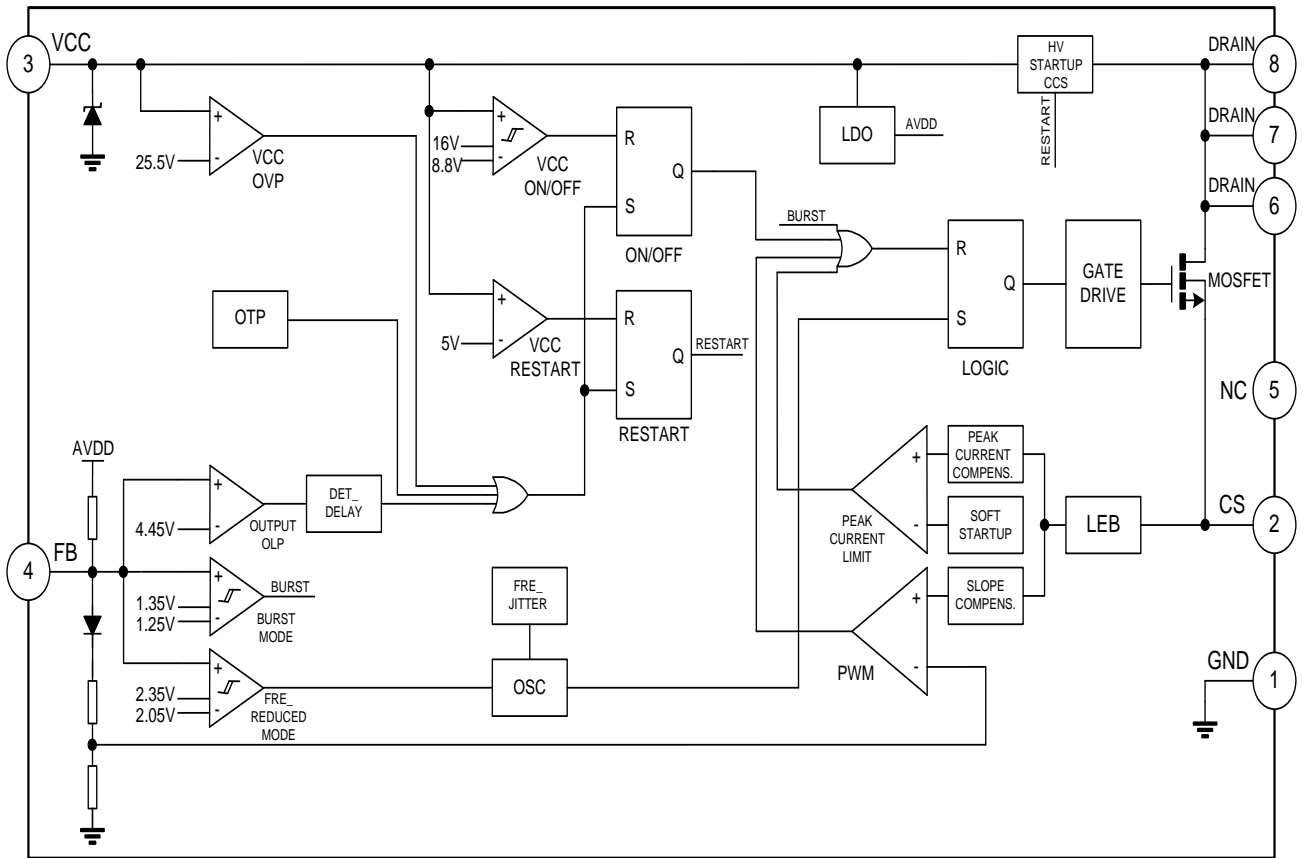 VCC
3
HV
STARTUP
CCS
DRAIN
8
RESTART
LDO
AVDD
DRAIN
7
+
-
25.5V
VCC
OVP
+
-
16V
8.8V
VCC
ON/OFF
R
S
Q
ON/OFF
DRAIN
6
BURST
R
S
Q
LOGIC
GATE
DRIVE
MOSFET
OTP
+
-
5V
VCC
RESTART
R
S
Q
RESTART
RESTART
NC
5
AVDD
+
-
4.45V
OUTPUT
OLP
DET_
DELAY
+
-
PEAK
CURRENT
LIMIT
PEAK
CURRENT
COMPENS.
SOFT
STARTUP
LEB
CS
2
FB
4
+
-
1.35V
1.25V
BURST
BURST
MODE
FRE_
JITTER
SLOPE
COMPENS.
+
-
PWM
+
-
2.35V
2.05V
FRE_
REDUCED
MODE
OSC
GND
1